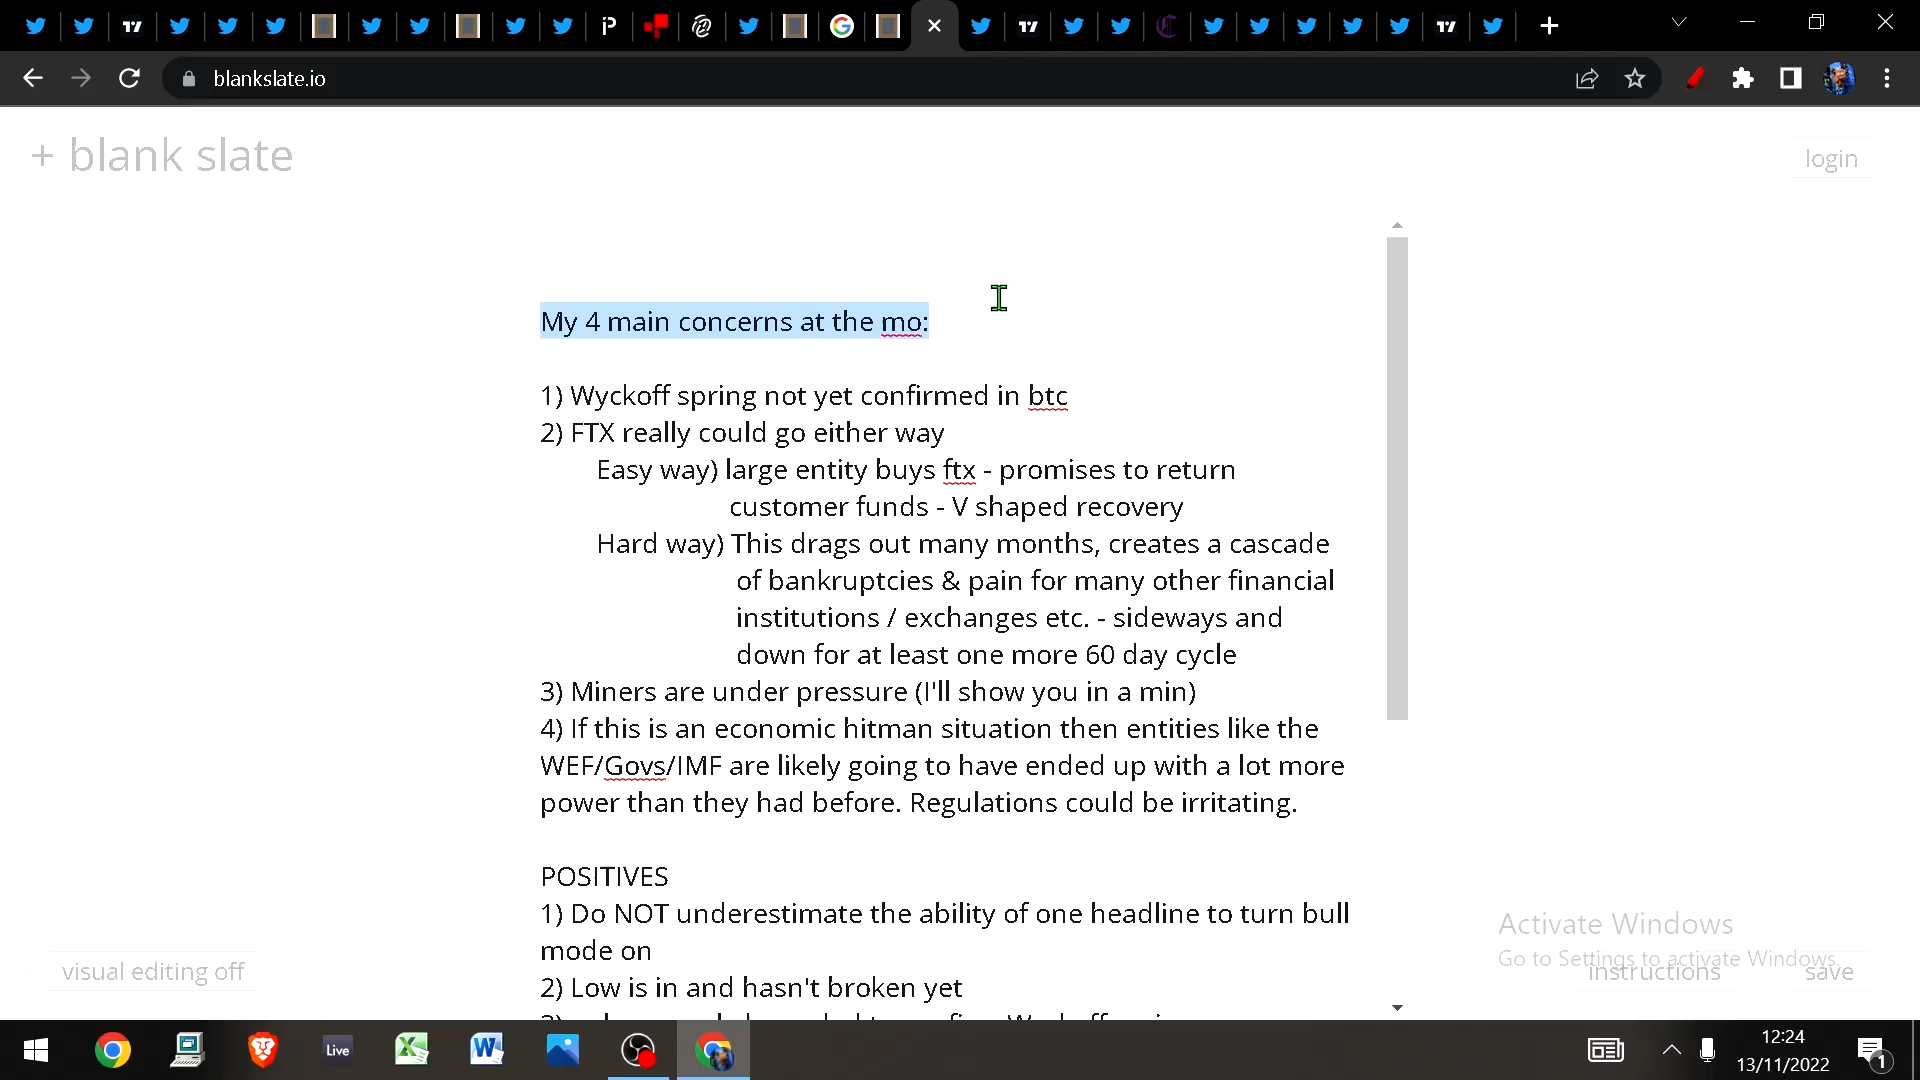 blankslate.io
+ blank slate
login
My 4 main concerns at the mo:
1) Wyckoff spring not yet confirmed in btc
2) FTX really could go either way
Easy way) large entity buys ftx - promises to return
customer funds - V shaped recovery
Hard way) This drags out many months, creates a cascade
of bankruptcies & pain for many other financial
institutions / exchanges etc. - sideways and
down for at least one more 60 day cycle
3) Miners are under pressure (I'll show you in a min)
4) If this is an economic hitman situation then entities like the
WEF/Govs/IMF are likely going to have ended up with a lot more
power than they had before. Regulations could be irritating.
POSITIVES
1) Do NOT underestimate the ability of one headline to turn bull
mode on
2) Low is in and hasn't broken yet
Activate Windows
Go to Settings to activate Windows.
visual editing off
instructions
save
Live
12:24
13/11/2022
1